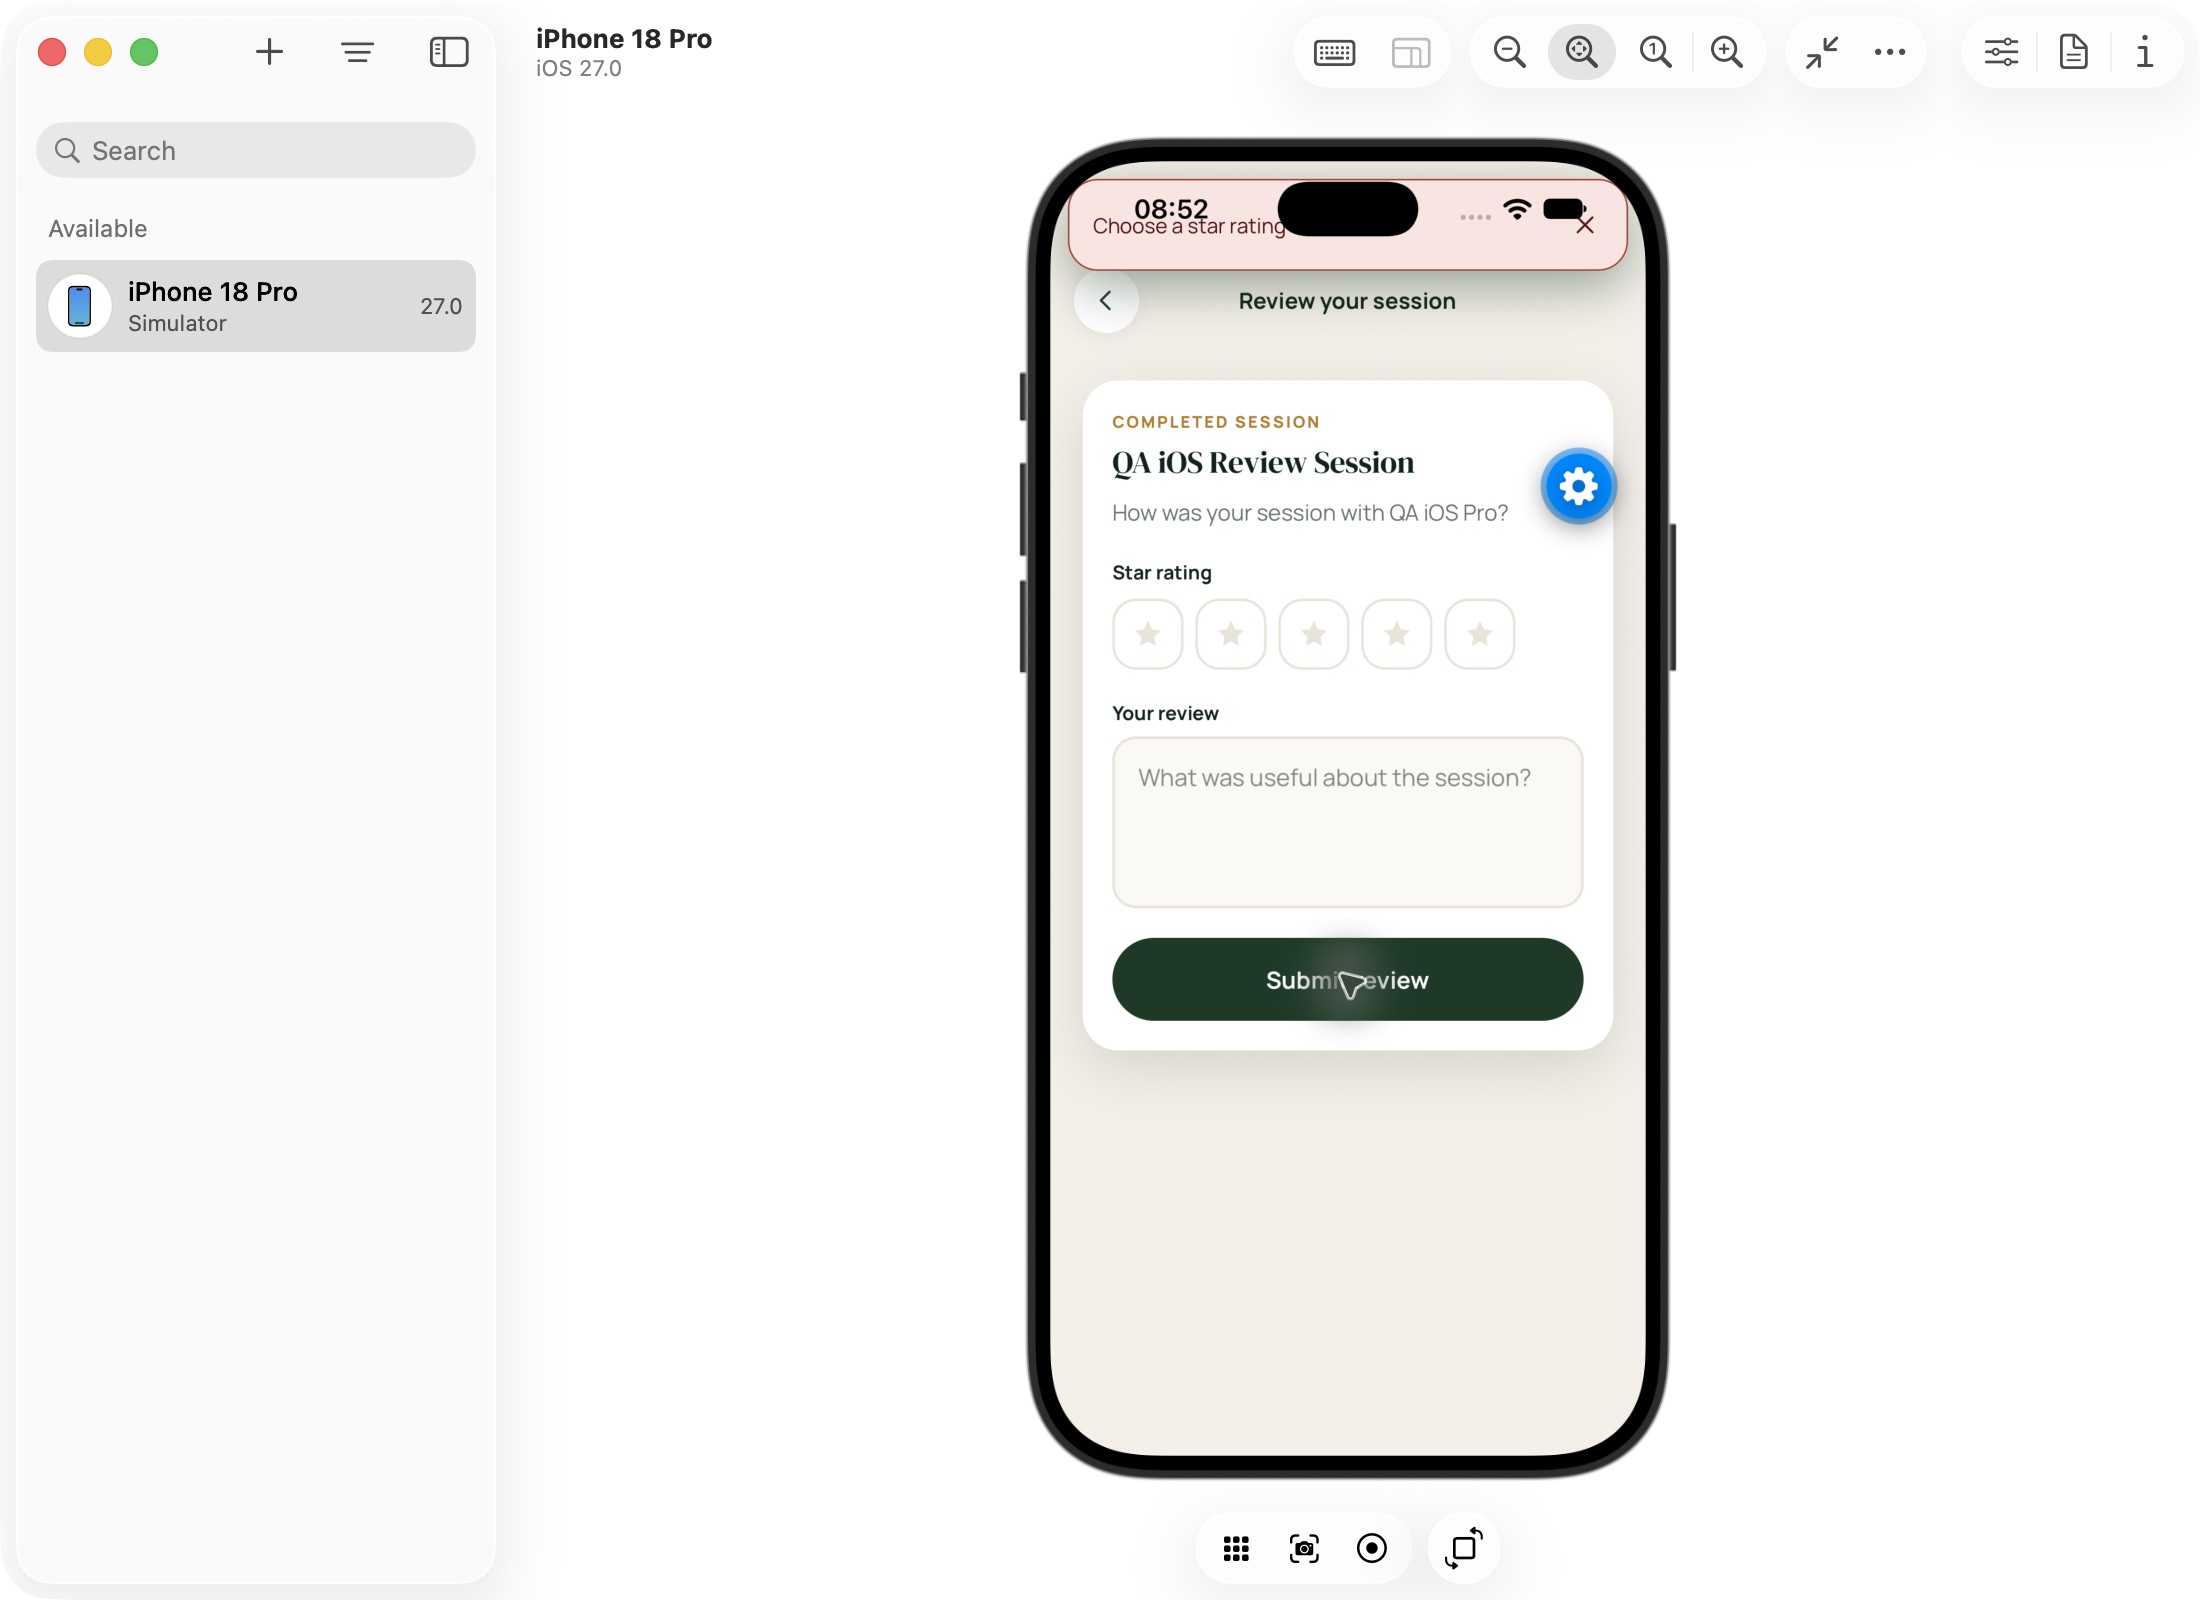 iPhone 18 Pro
iOS 27.0
Search
Available
iPhone 18 Pro
Simulator
27.0
08:52
Choose a star rating
Review your session
COMPLETED SESSION
QA iOS Review Session
How was your session with QA iOS Pro?
Star rating
Your review
What was useful about the session?
Submit review